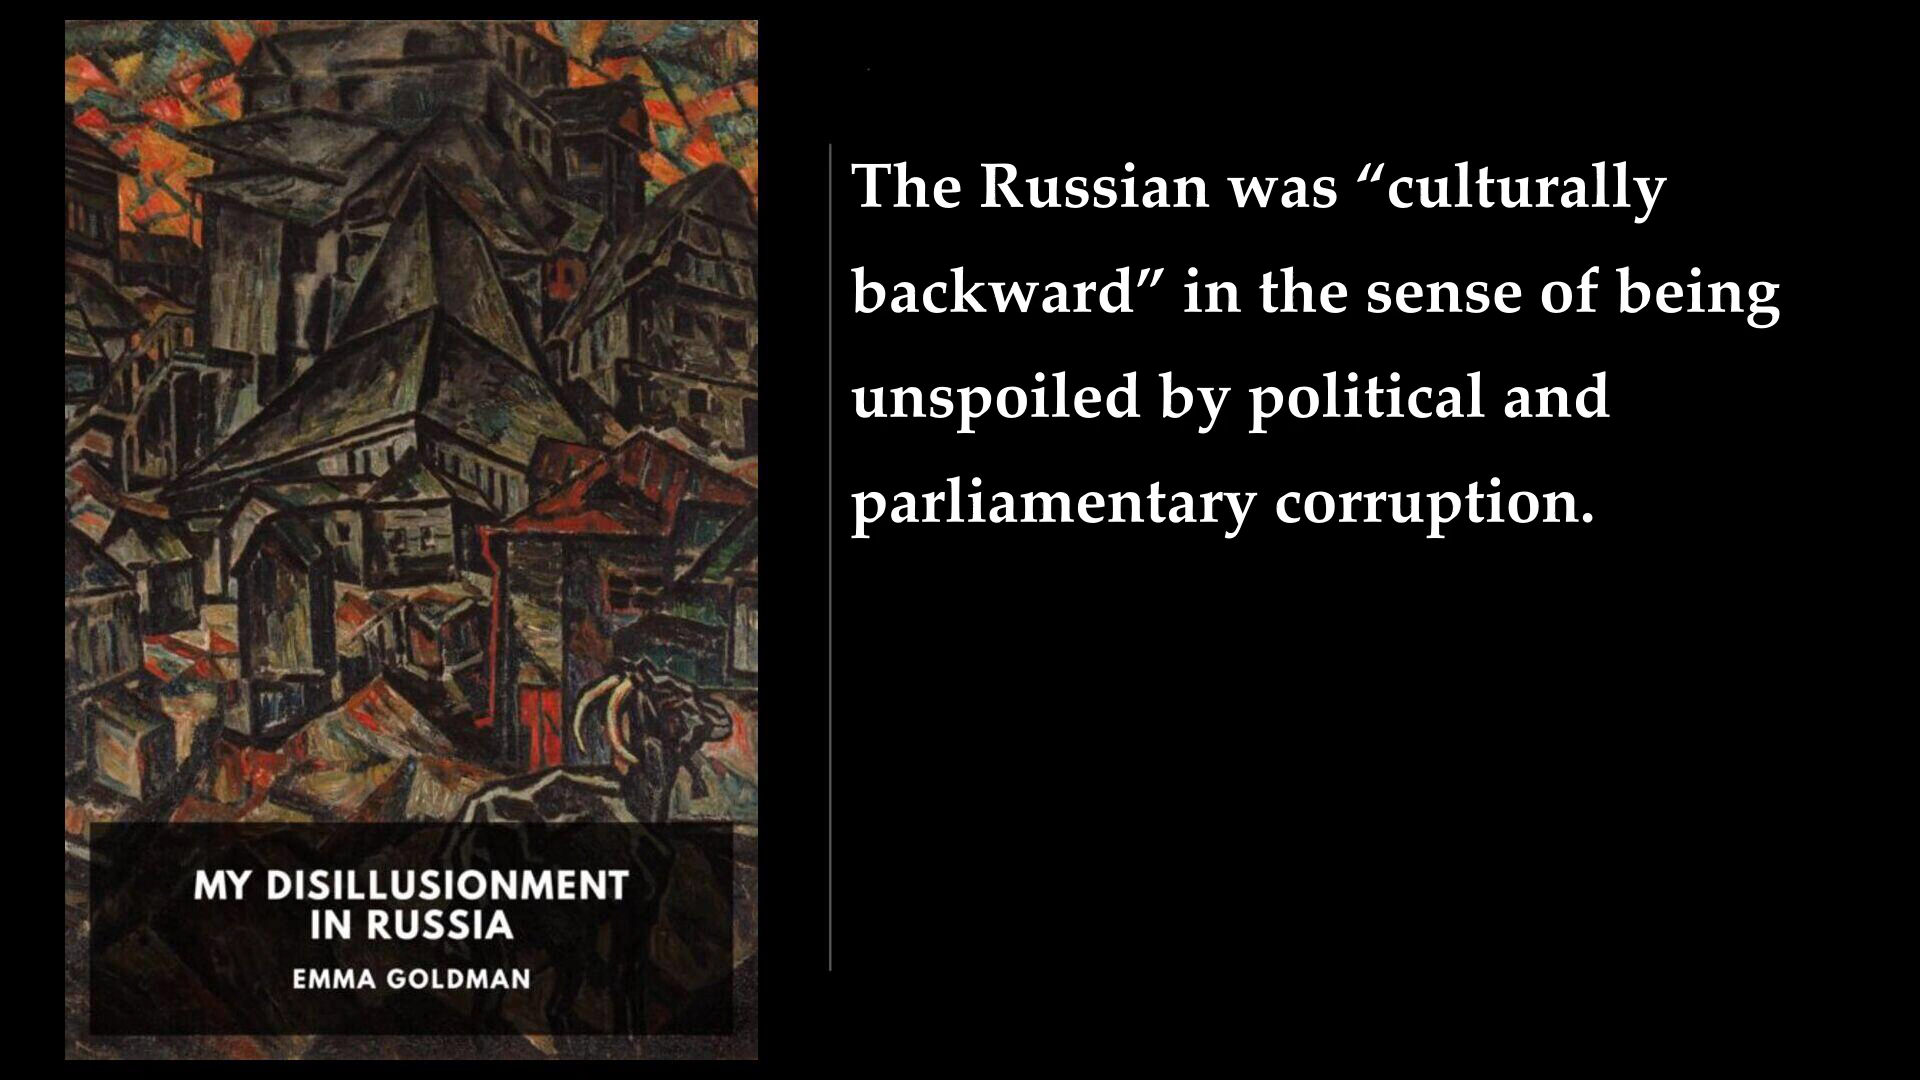 The Russian was “culturally
backward” in the sense of being
unspoiled by political and
parliamentary corruption.
MY DISILLUSIONMENT
IN RUSSIA
EMMA GOLDMAN